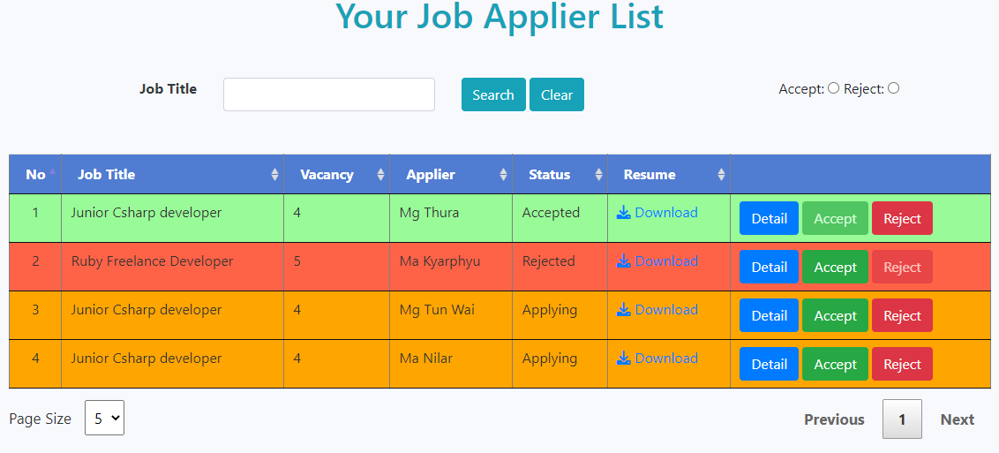 Your Job Applier List
Job Title Search Clear Accept: Reject:
No Job Title Vacancy Applier Status Resume
1 Junior Csharp developer 4 Mg Thura Accepted Download Detail Accept Reject
2 Ruby Freelance Developer 5 Ma Kyarphyu Rejected Download Detail Accept Reject
3 Junior Csharp developer 4 Mg Tun Wai Applying Download Detail Accept Reject
4 Junior Csharp developer 4 Ma Nilar Applying Download Detail Accept Reject
Page Size 5 Previous 1 Next